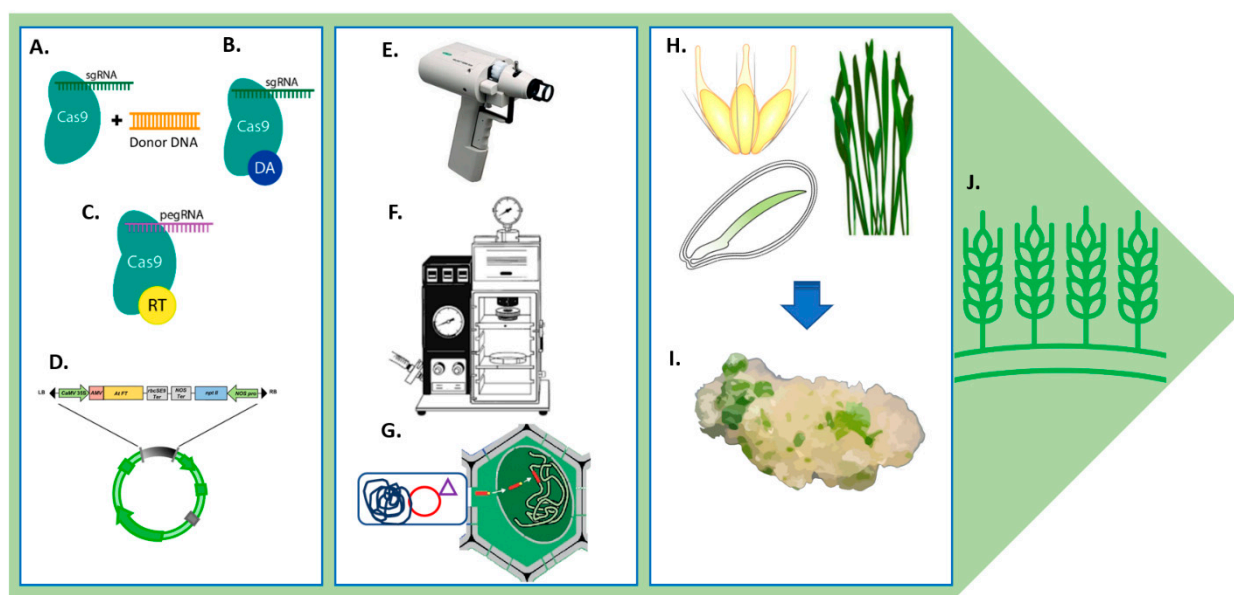 A.
B.
sgRNA
Cas9
+
Donor DNA
sgRNA
Cas9
DA
C.
pegRNA
Cas9
RT
D.
LB CaMV 35S AMV At FT rbcSE9 Ter NOS Ter npt II NOS pro RB
E.
F.
G.
H.
I.
J.